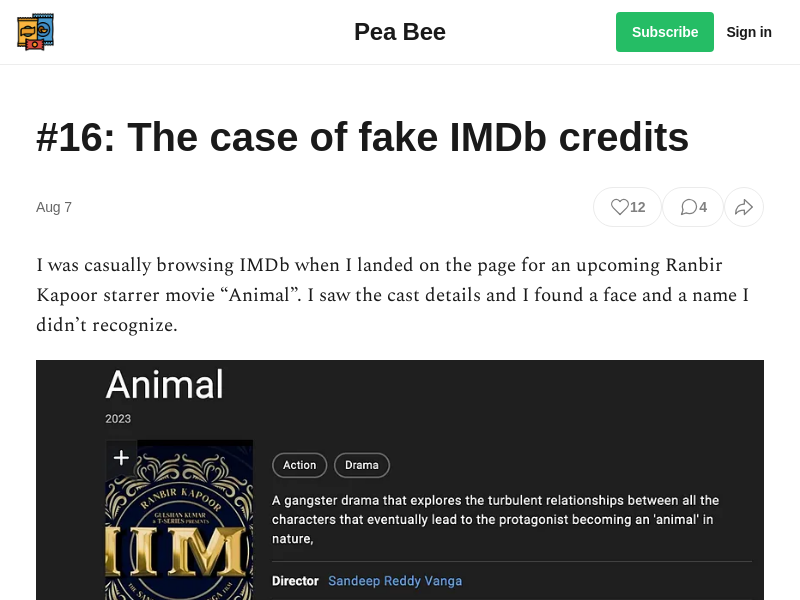 Pea Bee
Subscribe
Sign in
#16: The case of fake IMDb credits
Aug 7
12
4
I was casually browsing IMDb when I landed on the page for an upcoming Ranbir
Kapoor starrer movie “Animal”. I saw the cast details and I found a face and a name I
didn’t recognize.
Animal
2023
Action
Drama
RANBIR KAPOOR
GULSHAN KUMAR
& T-SERIES PRESENTS
A gangster drama that explores the turbulent relationships between all the
characters that eventually lead to the protagonist becoming an 'animal' in
nature,
Director Sandeep Reddy Vanga